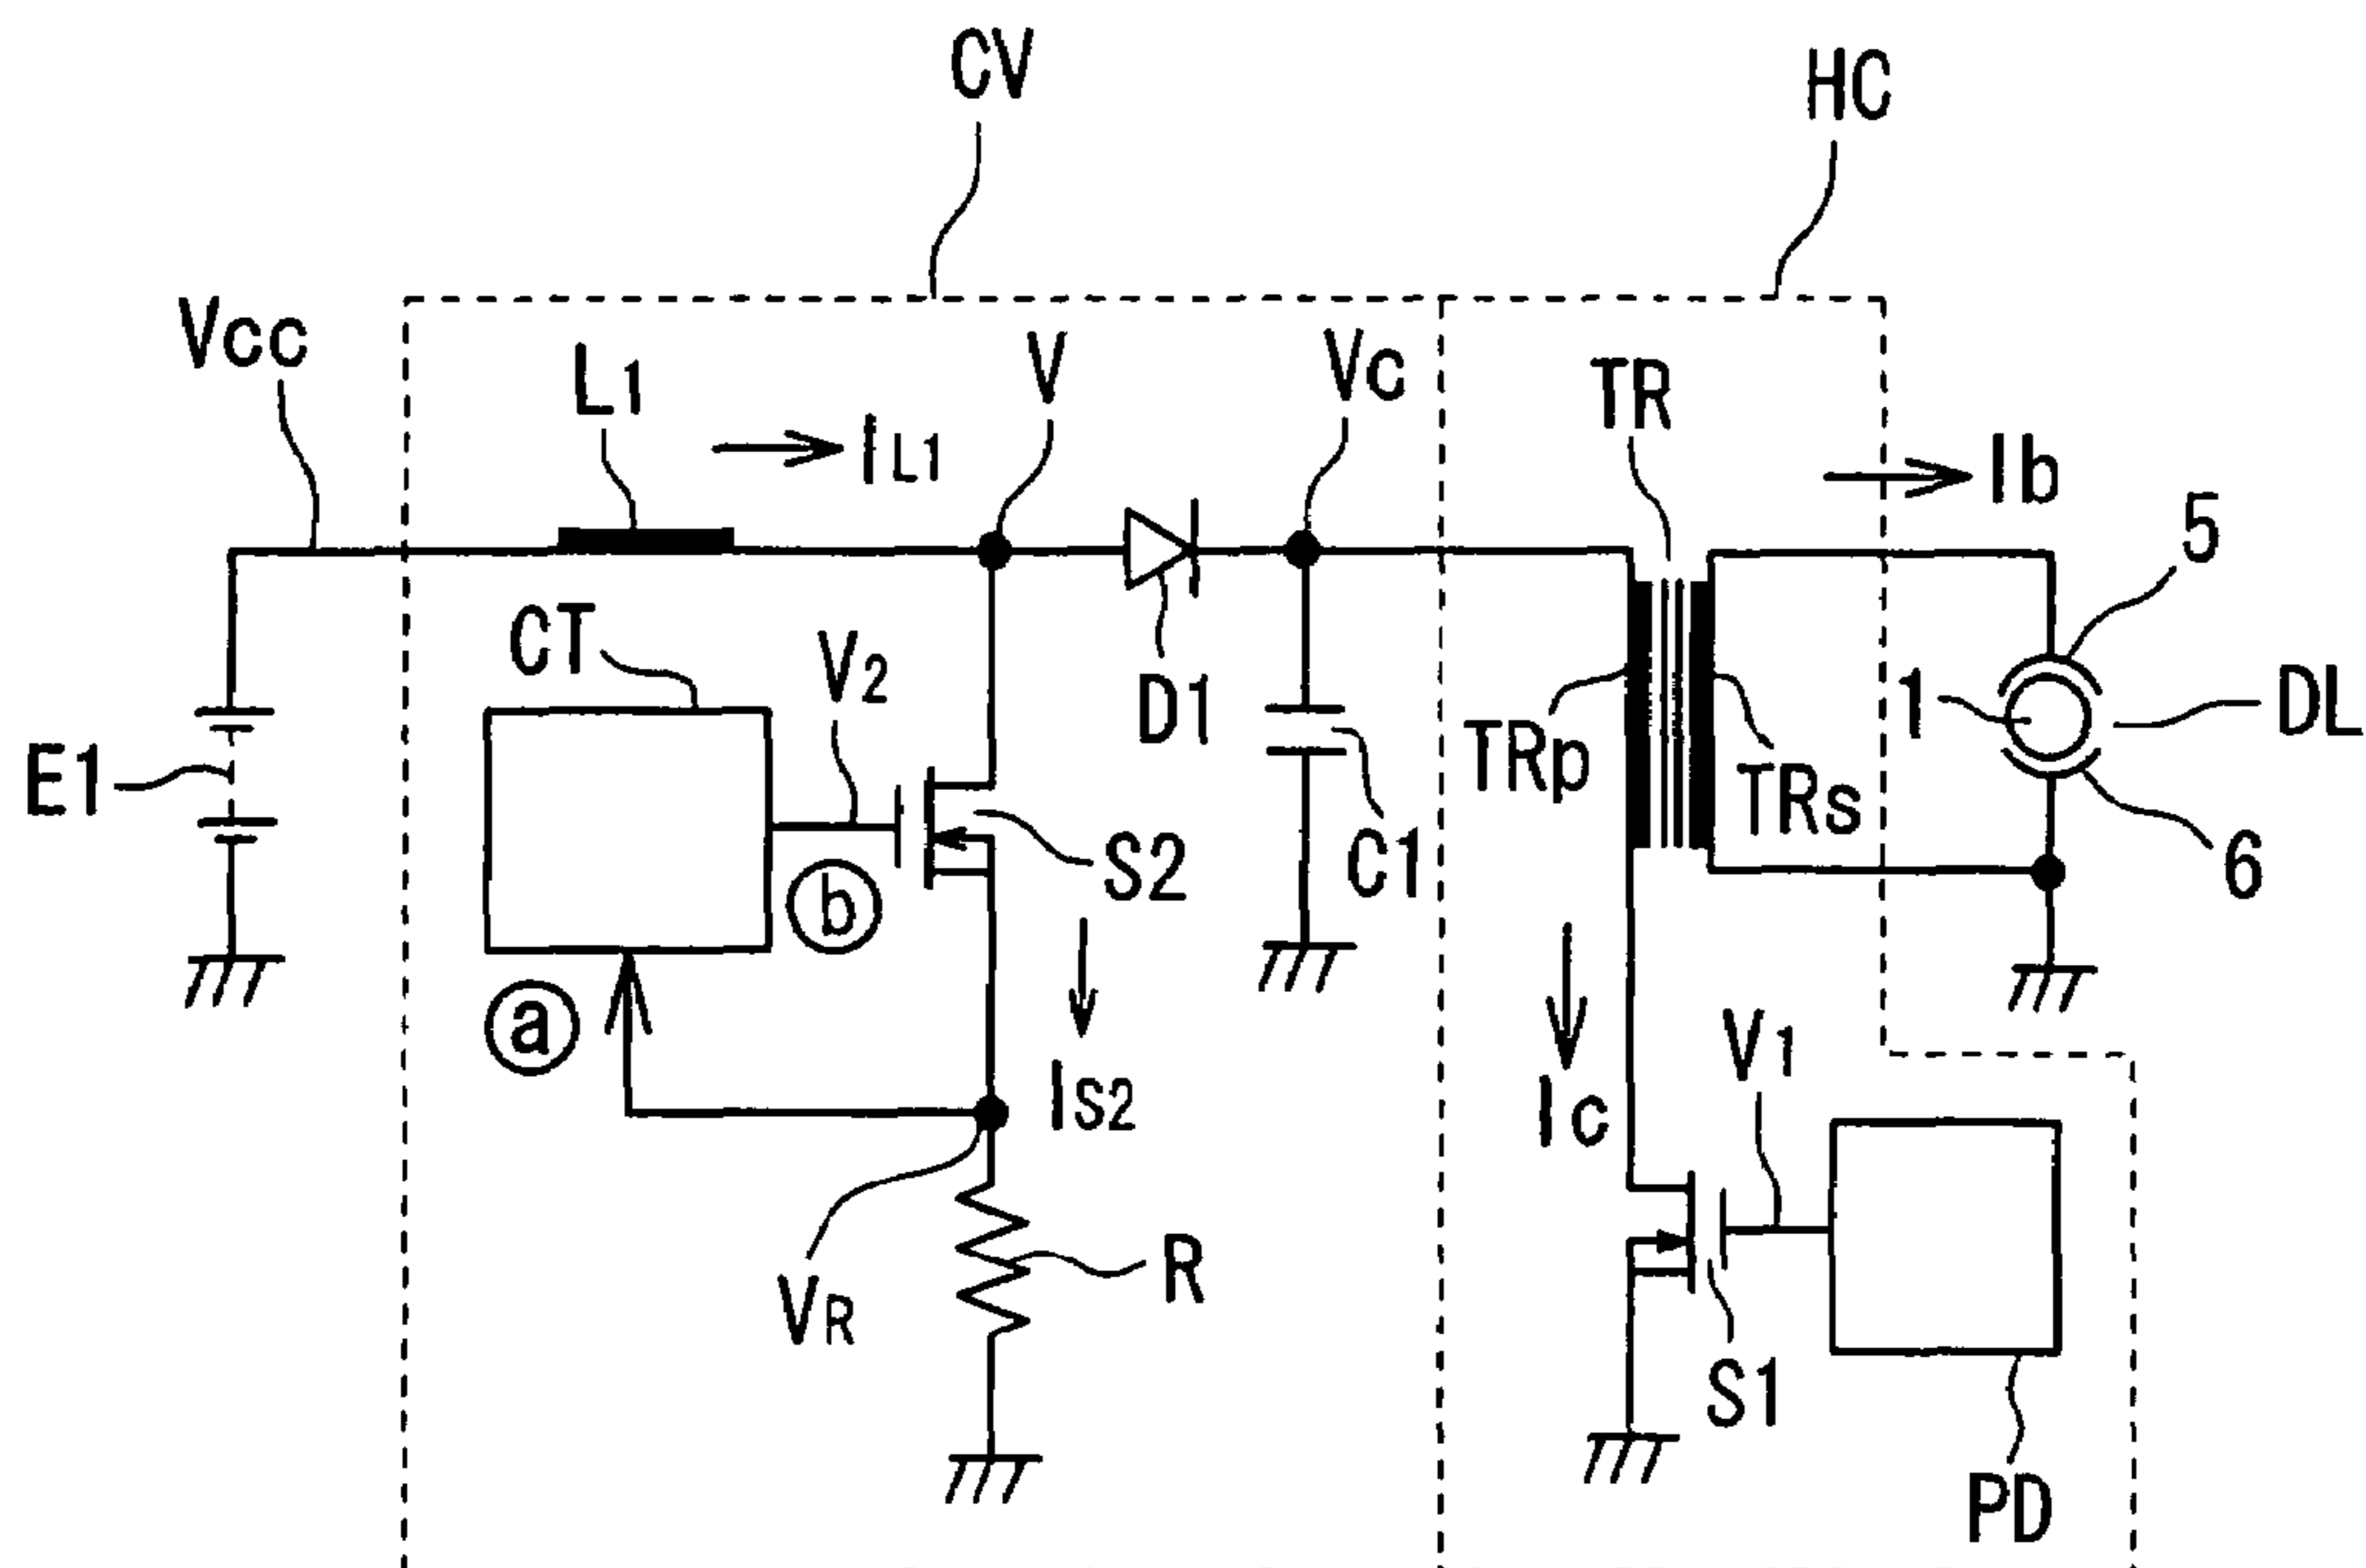 CV
HC
Vcc
L1
IL1
V
Vc
TR
Ib
5
CT
V2
D1
1
DL
E1
TRp
TRs
S2
C1
6
b
a
IS2
V1
Ic
VR
R
S1
PD